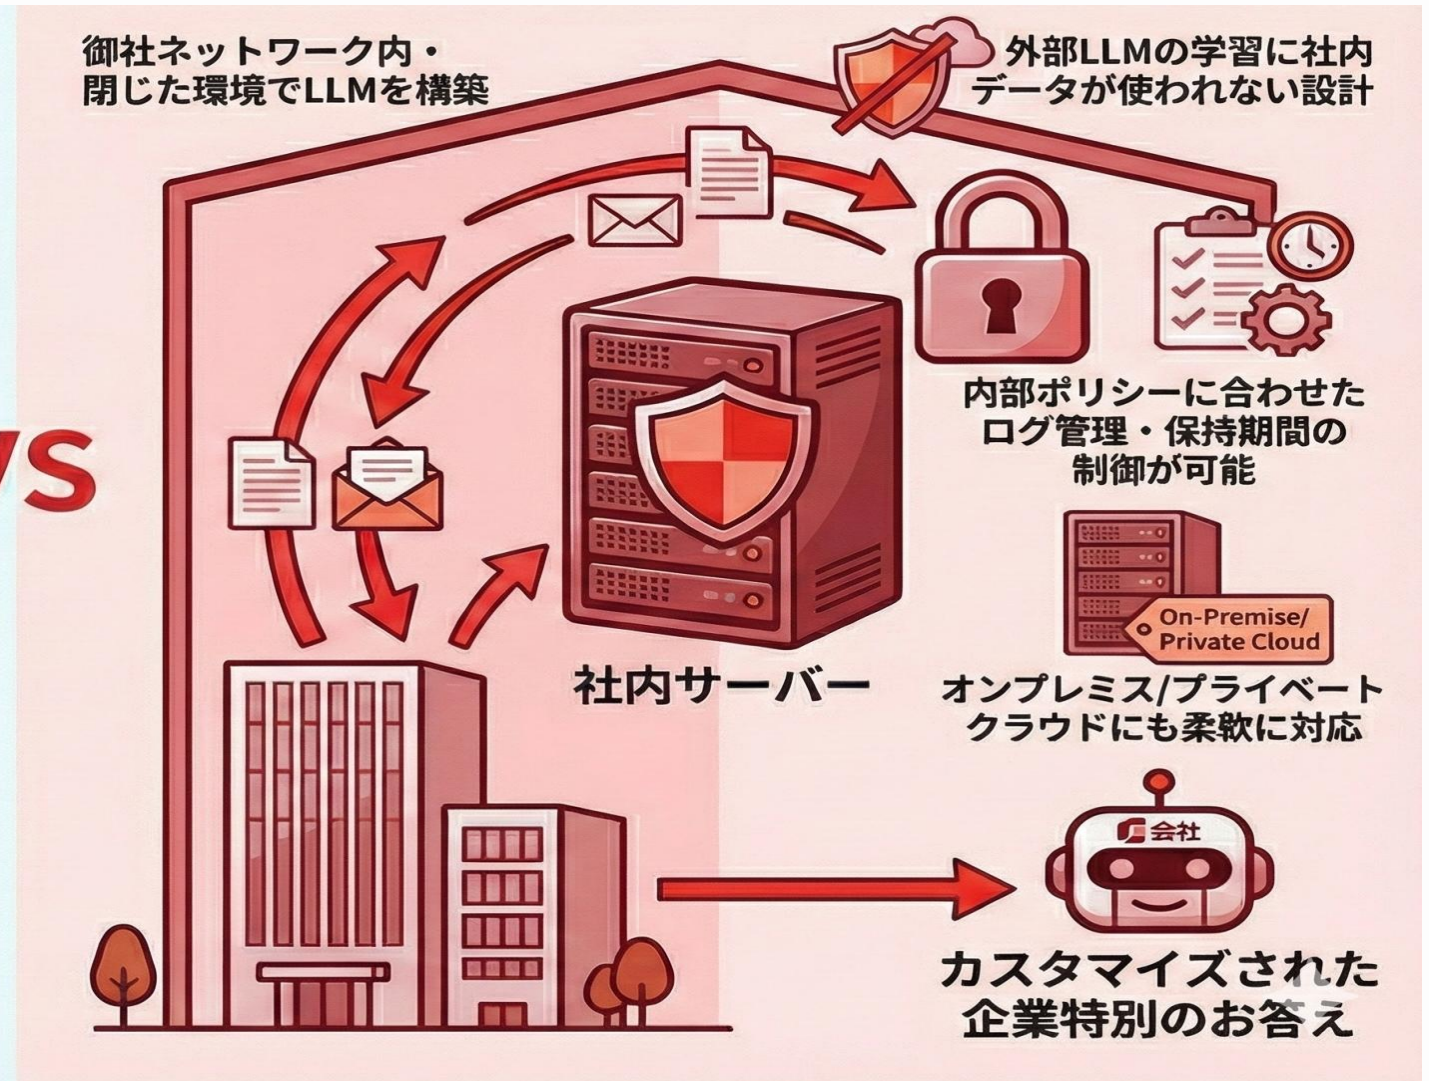 御社ネットワーク内・
閉じた環境でLLMを構築
外部LLMの学習に社内
データが使われない設計
VS
内部ポリシーに合わせた
ログ管理・保持期間の
制御が可能
On-Premise/
Private Cloud
社内サーバー
オンプレミス/プライベート
クラウドにも柔軟に対応
会社
カスタマイズされた
企業特別のお答え